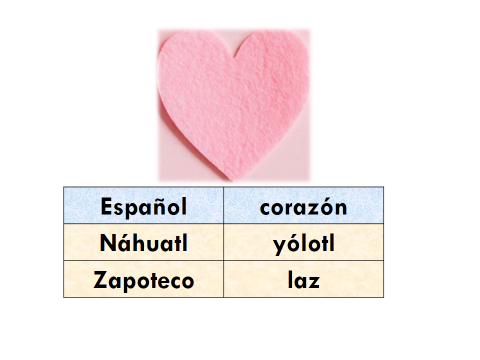 Español corazón
Náhuatl yólotl
Zapoteco laz